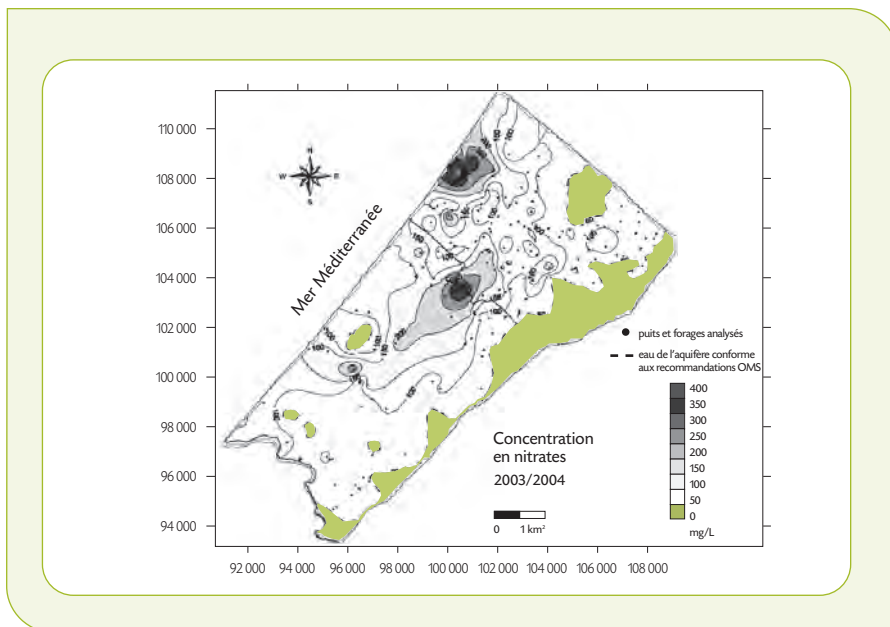 110 000
108 000
106 000
104 000
102 000
100 000
98 000
96 000
94 000
N
W E
S
Mer Méditerranée
puits et forages analysés
eau de l'aquifère conforme
aux recommandations OMS
400
350
300
250
200
150
100
50
0
mg/L
Concentration
en nitrates
2003/2004
0 1 km²
92 000 94 000 96 000 98 000 100 000 102 000 104 000 106 000 108 000